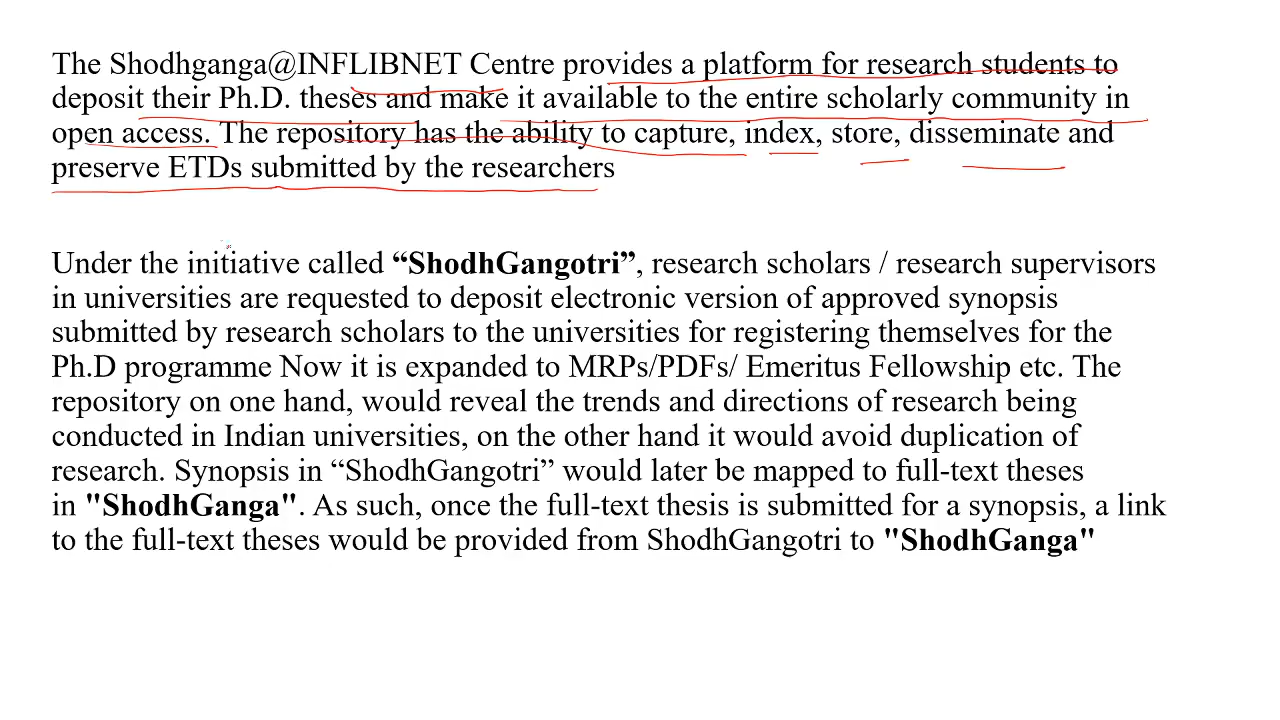 The Shodhganga@INFLIBNET Centre provides a platform for research students to
deposit their Ph.D. theses and make it available to the entire scholarly community in
open access. The repository has the ability to capture, index, store, disseminate and
preserve ETDs submitted by the researchers
Under the initiative called “ShodhGangotri”, research scholars / research supervisors
in universities are requested to deposit electronic version of approved synopsis
submitted by research scholars to the universities for registering themselves for the
Ph.D programme Now it is expanded to MRPs/PDFs/ Emeritus Fellowship etc. The
repository on one hand, would reveal the trends and directions of research being
conducted in Indian universities, on the other hand it would avoid duplication of
research. Synopsis in “ShodhGangotri” would later be mapped to full-text theses
in "ShodhGanga". As such, once the full-text thesis is submitted for a synopsis, a link
to the full-text theses would be provided from ShodhGangotri to "ShodhGanga"